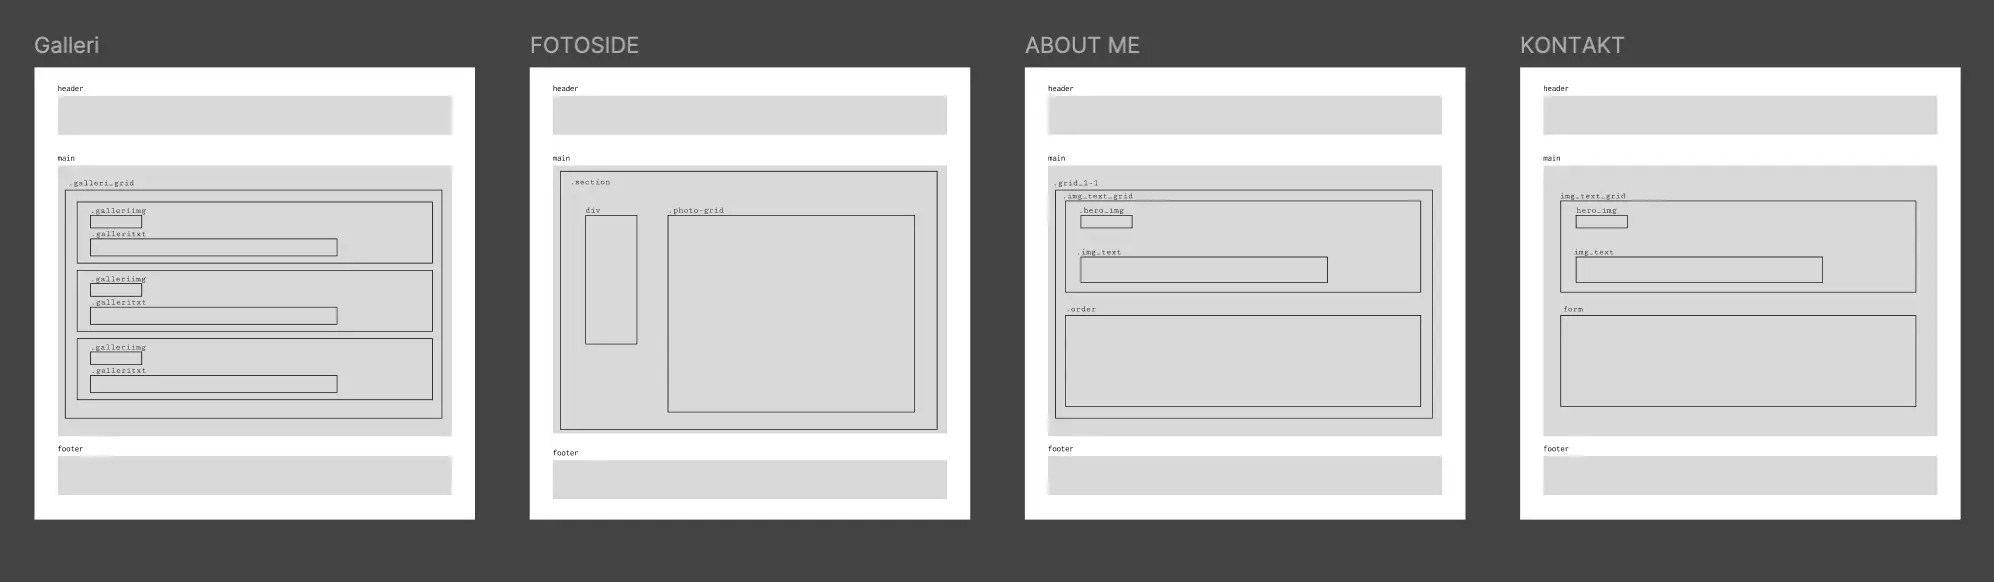 Galleri
header
main
.galleri_grid
.galleriimg
.galleritxt
.galleriimg
.galleritxt
.galleriimg
.galleritxt
footer
FOTOSIDE
header
main
.section
div
.photo-grid
footer
ABOUT ME
header
main
.grid_1-1
.img_text_grid
.hero_img
.img_text
.order
footer
KONTAKT
header
main
img_text_grid
hero_img
img_text
form
footer